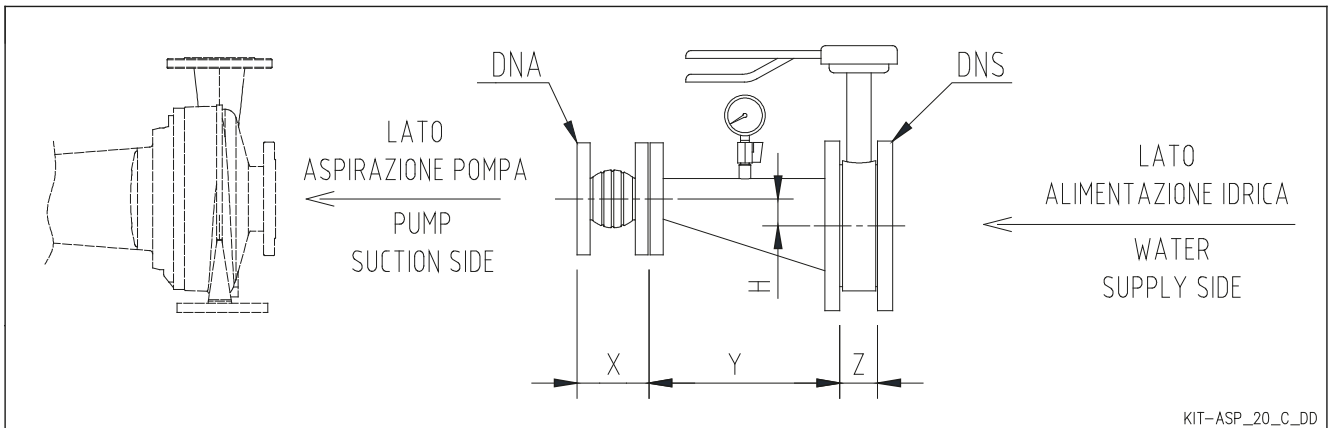 DNA
DNS
LATO
ASPIRAZIONE POMPA
PUMP
SUCTION SIDE
LATO
ALIMENTAZIONE IDRICA
WATER
SUPPLY SIDE
H
X
Y
Z
KIT-ASP_20_C_DD